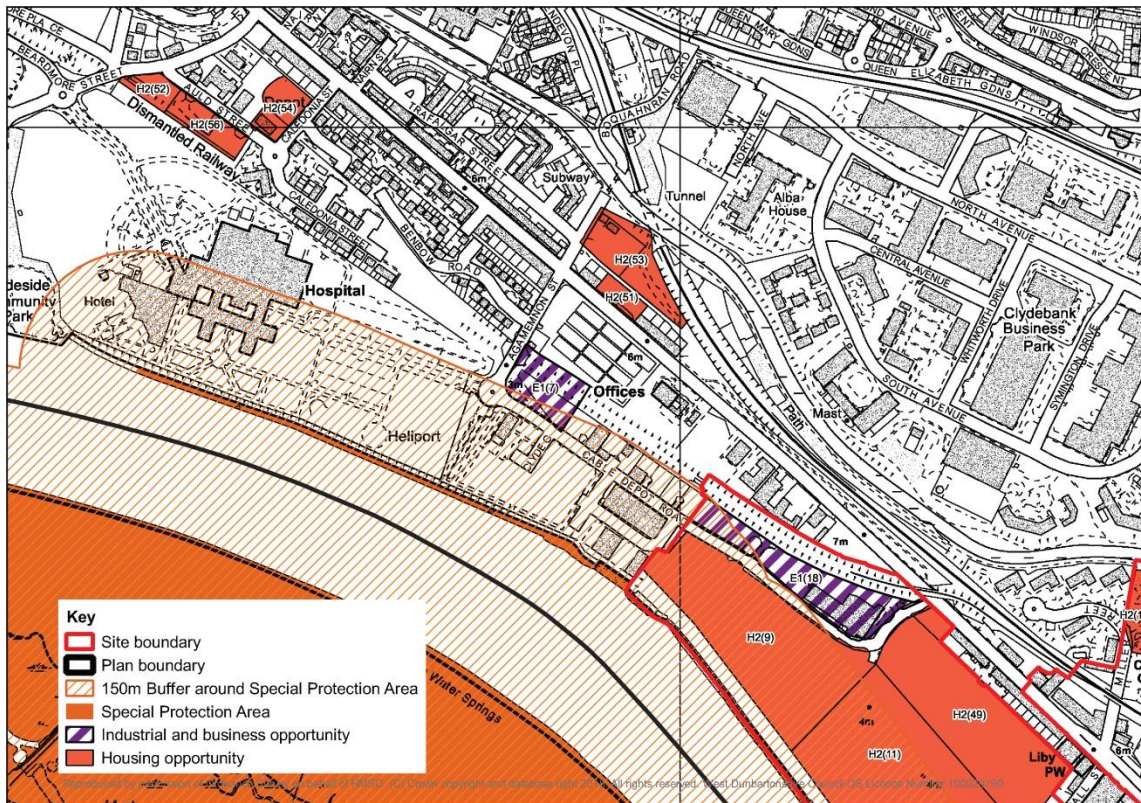 BEARDMORE STREET
AULD STREET
Dismantled Railway
H2(52)
H2(56)
H2(54)
CALEDONIA STREET
TRAFALGAR STREET
BENBOW ROAD
6m
Subway
BOQUAHNRAN ROAD
Tunnel
QUEEN MARY GDNS
QUEEN ELIZABETH GDNS
WINDSOR CRESCENT
NORTH AVE
NORTH AVENUE
Alba
House
CENTRAL AVENUE
WHITWORTH DRIVE
Clydebank
Business
Park
SYMINGTON DRIVE
SOUTH AVENUE
Mast
Path
H2(53)
H2(51)
6m
Hospital
Hotel
Park
AGAMEMNON ST
E1(7)
Offices
Heliport
CABLE DEPOT ROAD
7m
E1(18)
H2(9)
H2(49)
4m
H2(11)
Liby
PW
6m
Water Springs
Key
Site boundary
Plan boundary
150m Buffer around Special Protection Area
Special Protection Area
Industrial and business opportunity
Housing opportunity